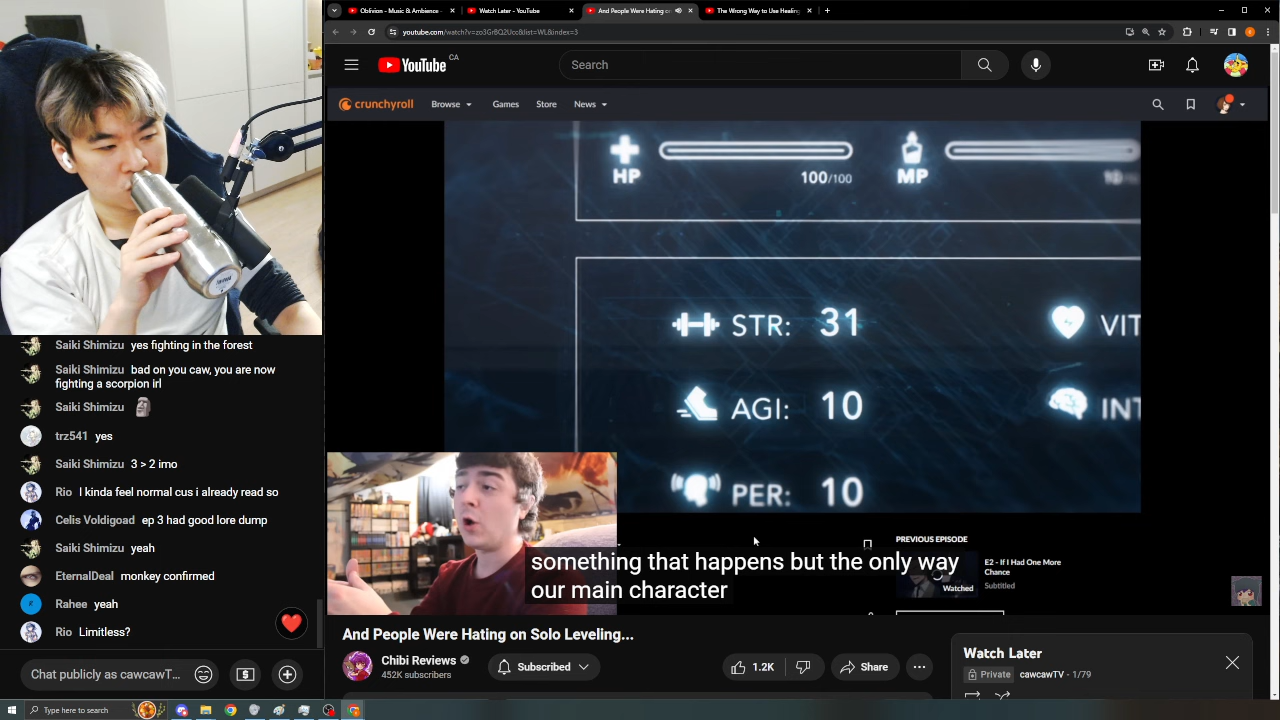 Oblivion - Music & Ambience -
Watch Later - YouTube
And People Were Hating on
The Wrong Way to Use Healing
youtube.com/watch?v=zo3GrBQ2Ucc&list=WL&index=3
YouTube CA
Search
crunchyroll
Browse
Games
Store
News
HP
100/100
MP
STR: 31
VIT
AGI: 10
INT
PER: 10
something that happens but the only way
our main character
PREVIOUS EPISODE
E2 - If I Had One More
Chance
Subtitled
Watched
And People Were Hating on Solo Leveling...
Chibi Reviews
452K subscribers
Subscribed
1.2K
Share
Watch Later
Private cawcawTV - 1/79
Saiki Shimizu yes fighting in the forest
Saiki Shimizu bad on you caw, you are now
fighting a scorpion irl
Saiki Shimizu
trz541 yes
Saiki Shimizu 3 > 2 imo
Rio I kinda feel normal cus i already read so
Celis Voldigoad ep 3 had good lore dump
Saiki Shimizu yeah
EternalDeal monkey confirmed
Rahee yeah
Rio Limitless?
Chat publicly as cawcawT...
Type here to search